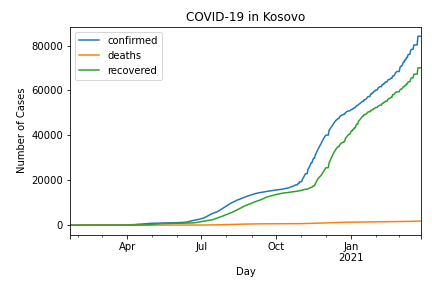 COVID-19 in Kosovo
confirmed
deaths
recovered
Number of Cases
80000
60000
40000
20000
0
Apr
Jul
Oct
Jan
2021
Day